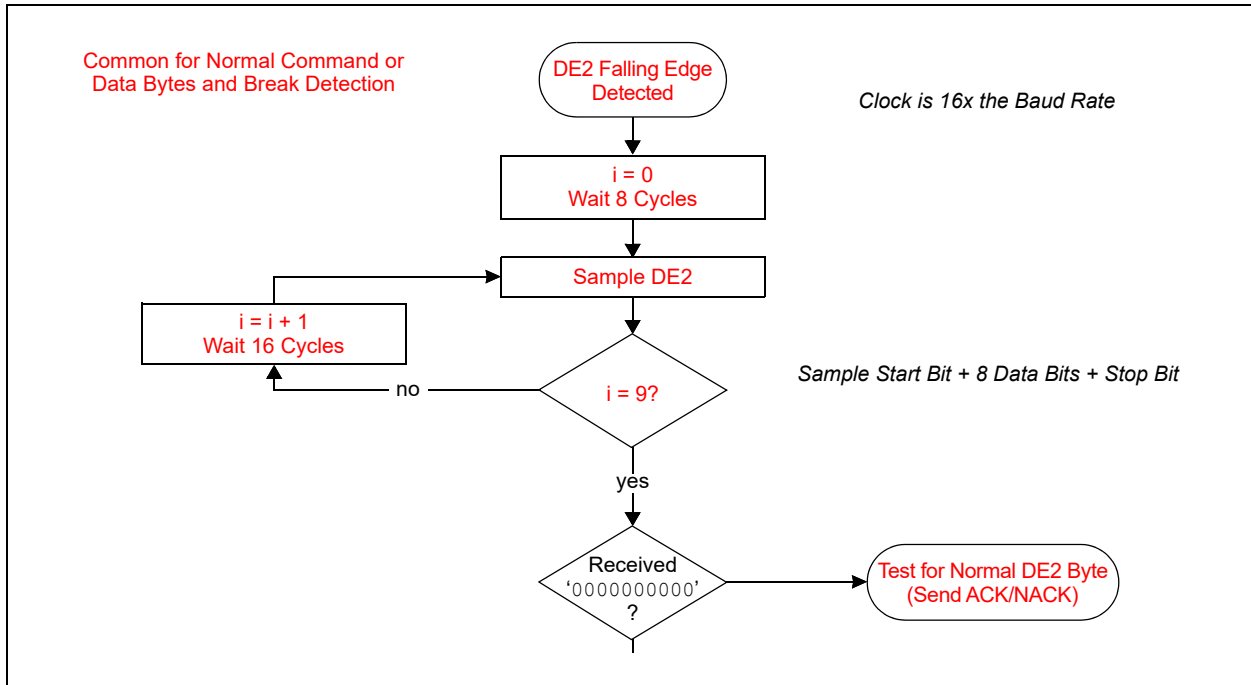 Common for Normal Command or
Data Bytes and Break Detection
DE2 Falling Edge
Detected
Clock is 16x the Baud Rate
i = 0
Wait 8 Cycles
Sample DE2
i = i + 1
Wait 16 Cycles
no
i = 9?
Sample Start Bit + 8 Data Bits + Stop Bit
yes
Received
‘0000000000’
?
Test for Normal DE2 Byte
(Send ACK/NACK)